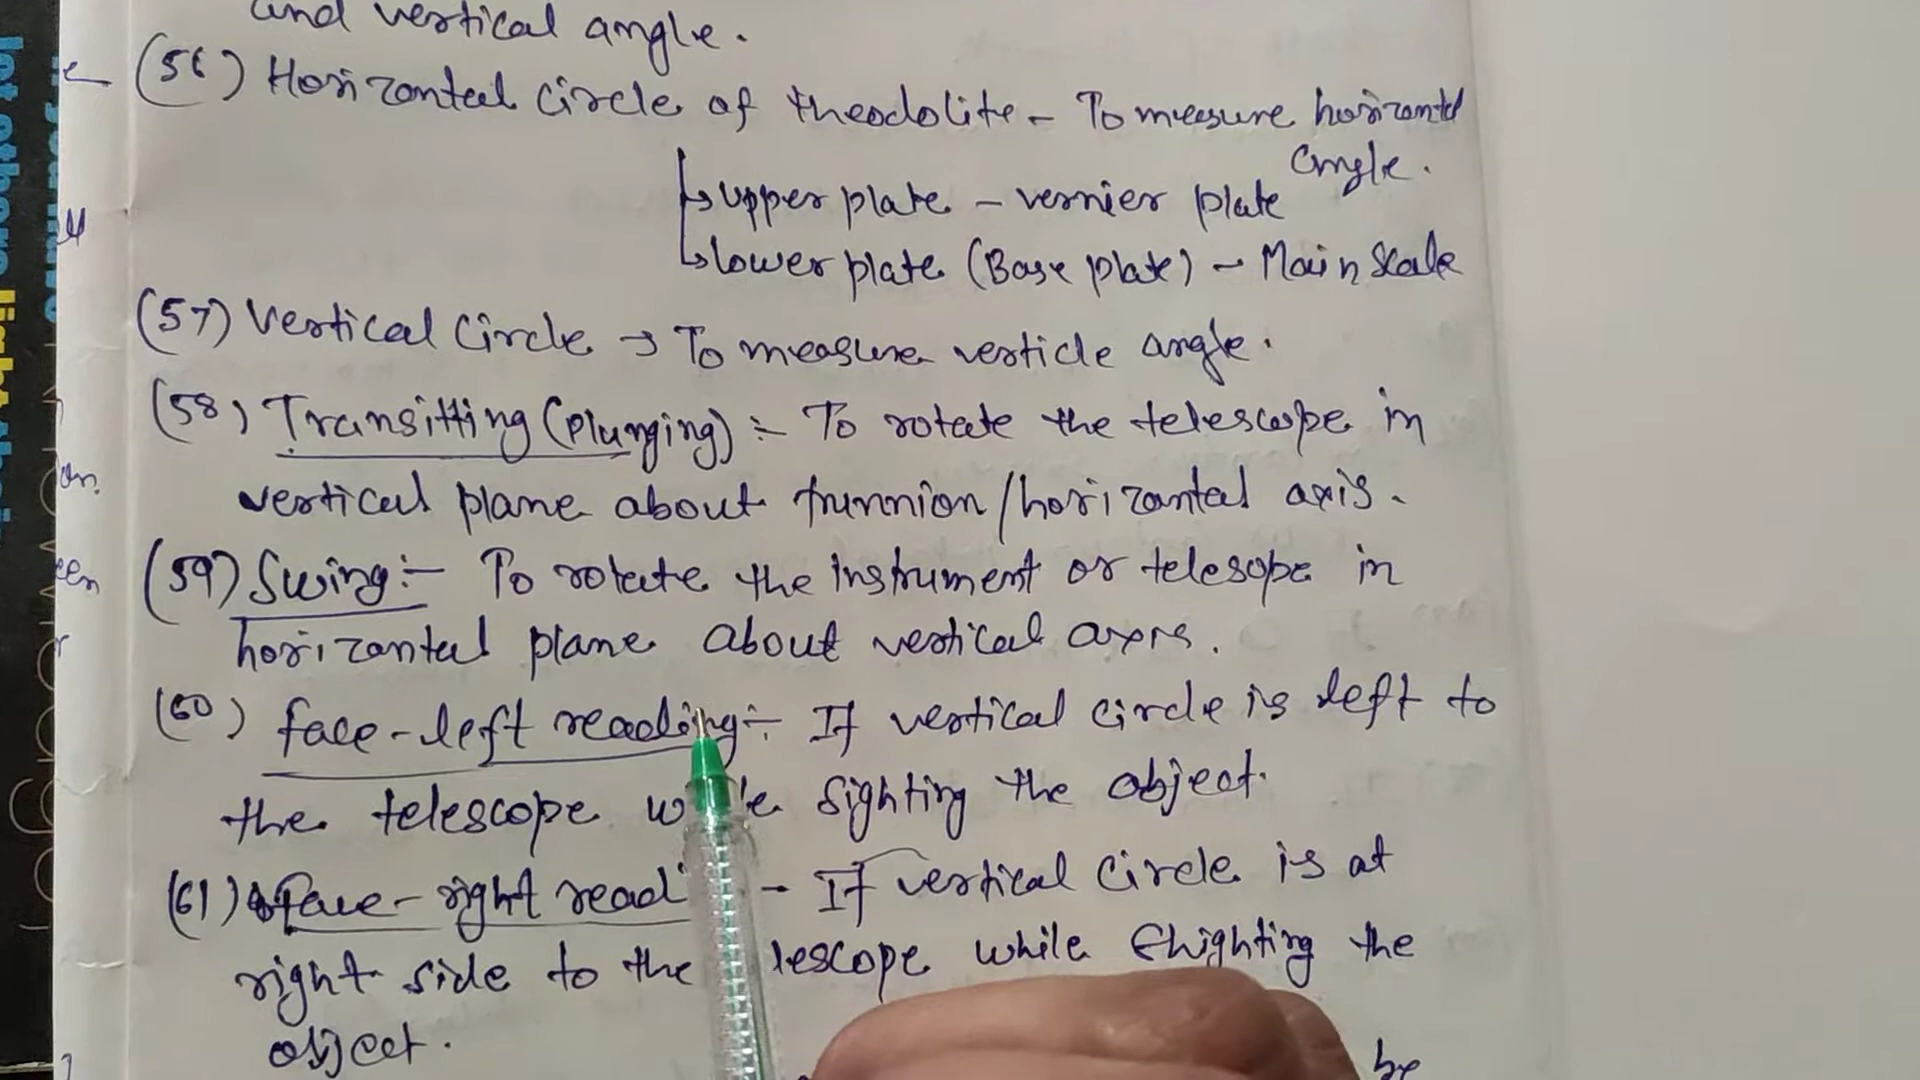 and vertical angle.
(56) Horizontal circle of theodolite - To measure horizontal
angle.
↳ upper plate - vernier plate
↳ lower plate (Base plate) - Main Scale
(57) Vertical Circle → To measure verticle angle.
(58) Transitting (Plunging) :- To rotate the telescope in
vertical plane about trunnion / horizontal axis.
(59) Swing :- To rotate the instrument or telesope in
horizontal plane about vertical axis.
(60) face-left reading :- If vertical circle is left to
the telescope sighting the object.
(61) face-right - If vertical circle is at
right side to the while the
object.
be